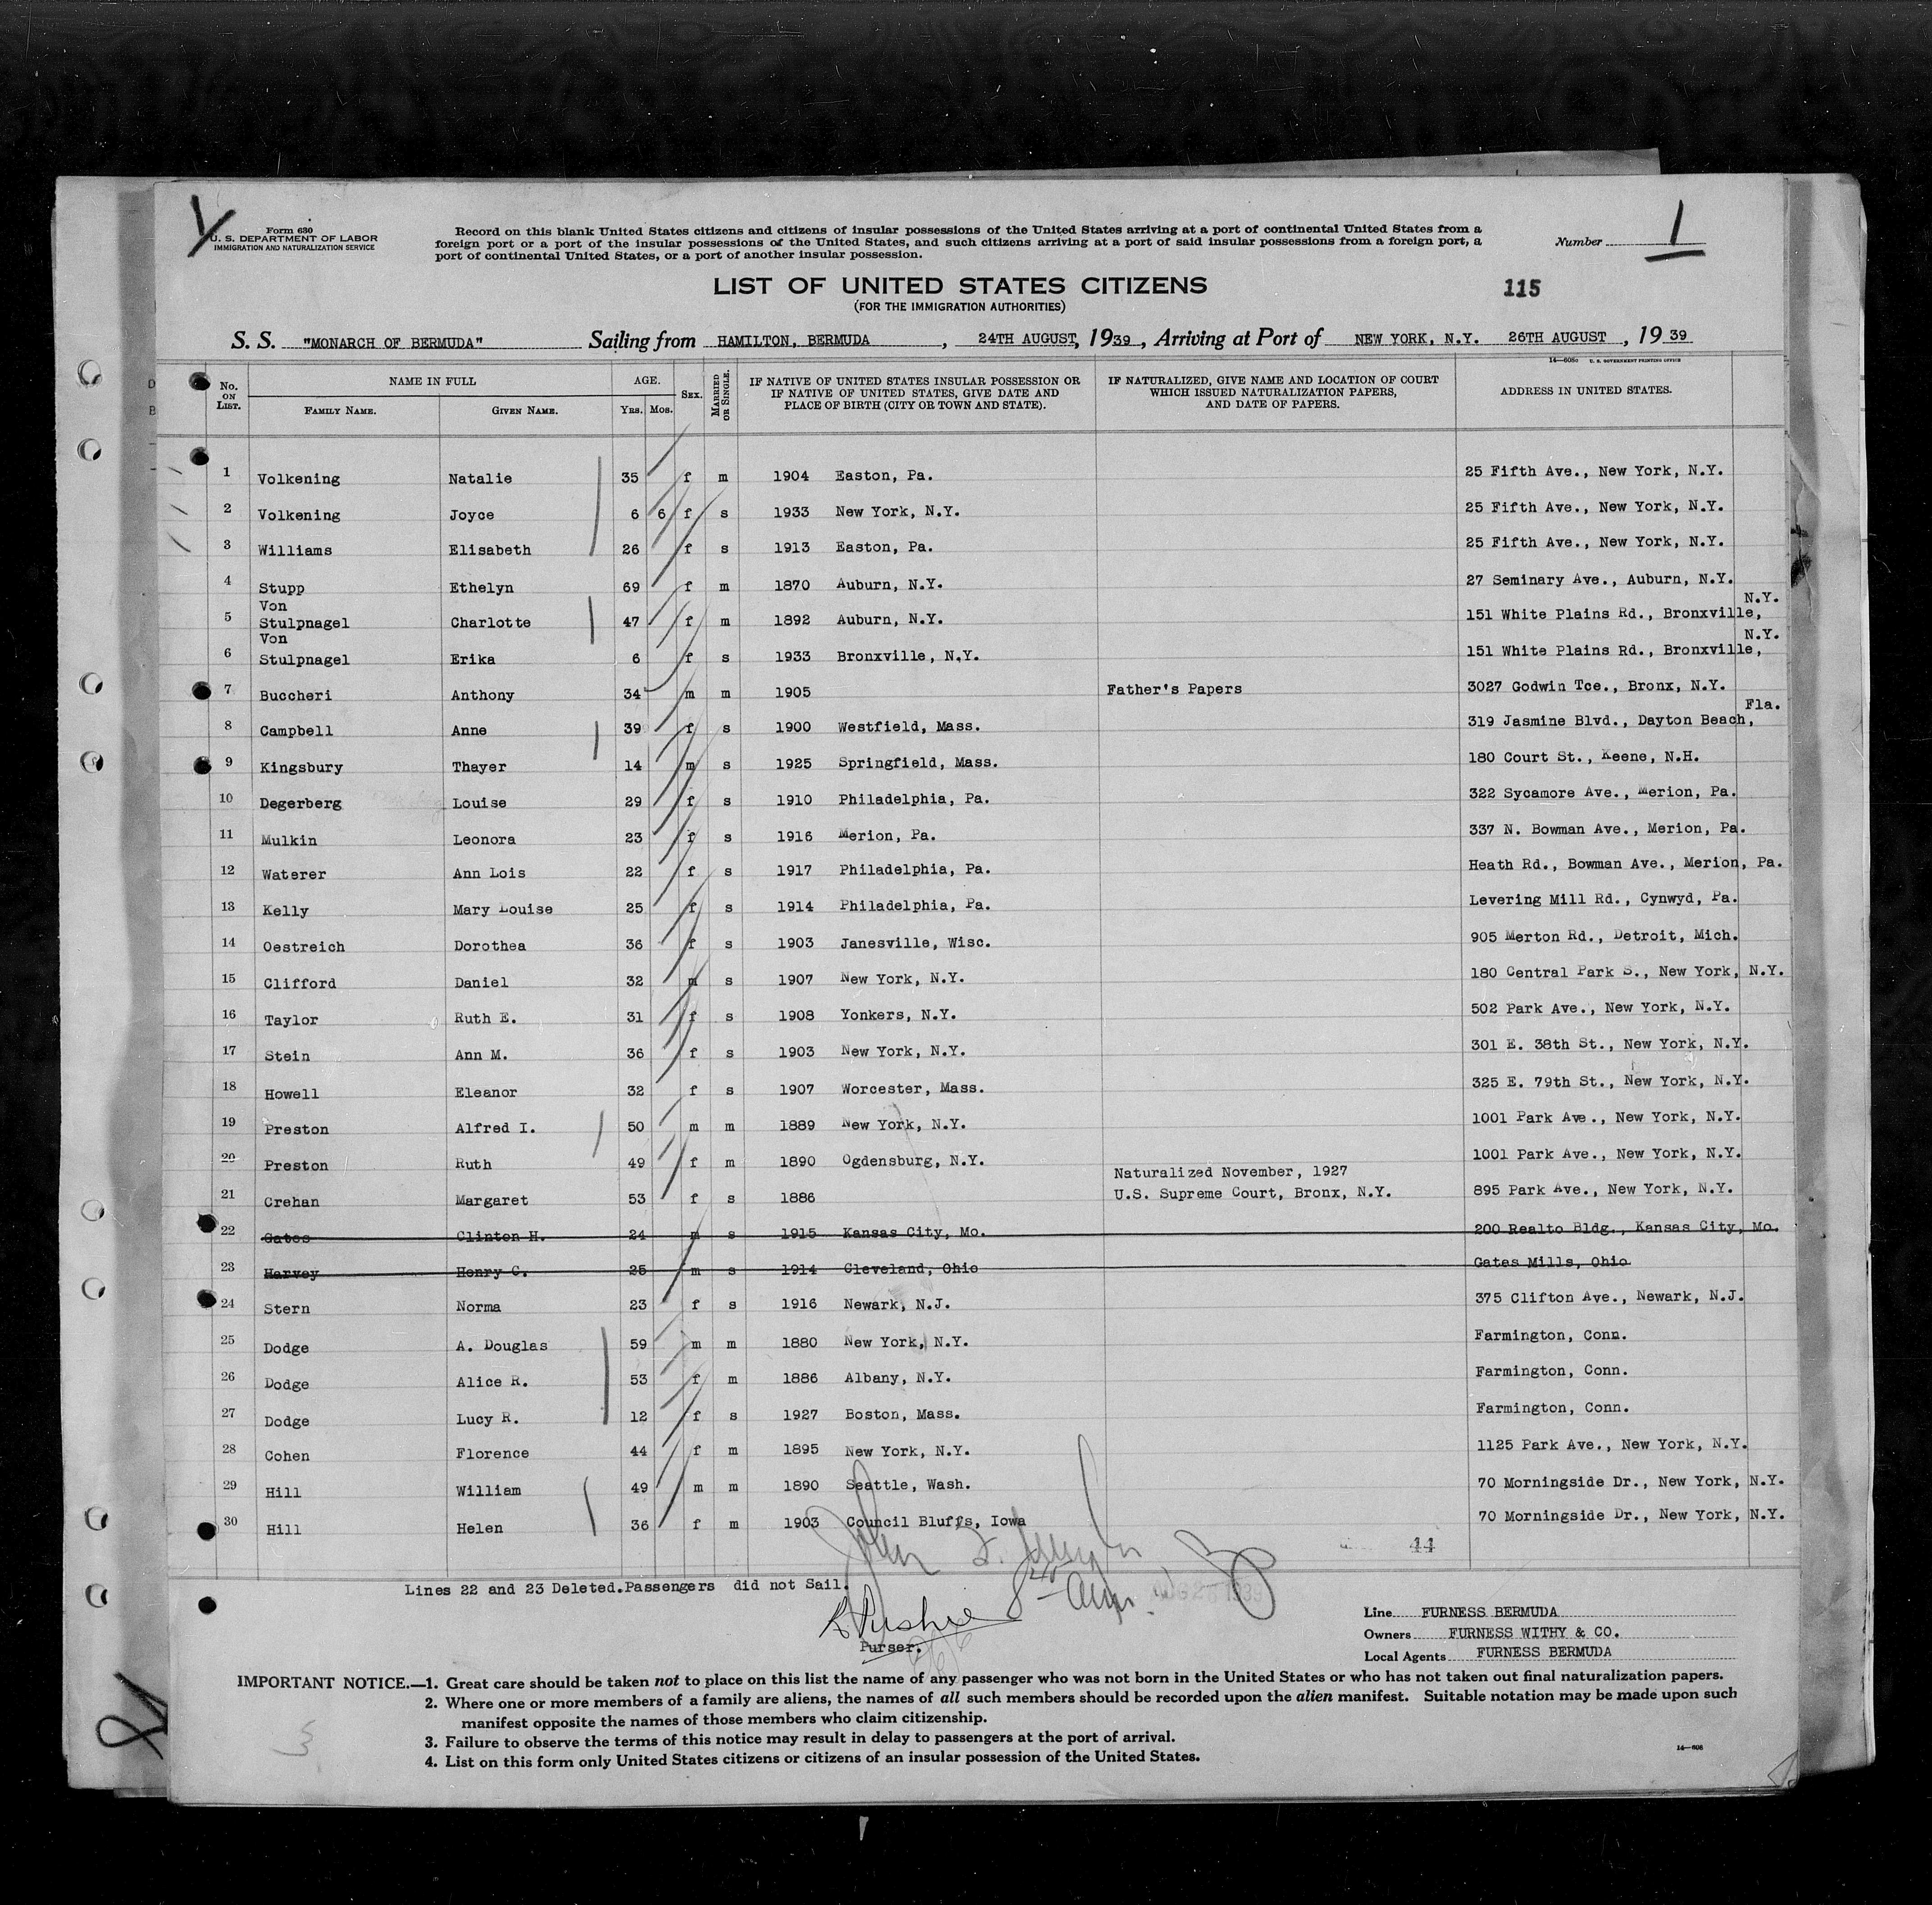 Form 630
U. S. DEPARTMENT OF LABOR
IMMIGRATION AND NATURALIZATION SERVICE
Record on this blank United States citizens and citizens of insular possessions of the United States arriving at a port of continental United States from a
foreign port or a port of the insular possessions of the United States, and such citizens arriving at a port of said insular possessions from a foreign port, a
port of continental United States, or a port of another insular possession.
Number 1
LIST OF UNITED STATES CITIZENS
(FOR THE IMMIGRATION AUTHORITIES)
115
S. S. "MONARCH OF BERMUDA" Sailing from HAMILTON, BERMUDA, 24TH AUGUST, 1939, Arriving at Port of NEW YORK, N.Y. 26TH AUGUST, 1939
14—608c U. S. GOVERNMENT PRINTING OFFICE
No. ON LIST. NAME IN FULL FAMILY NAME. GIVEN NAME. AGE. YRS. MOS. SEX. MARRIED OR SINGLE. IF NATIVE OF UNITED STATES INSULAR POSSESSION OR IF NATIVE OF UNITED STATES, GIVE DATE AND PLACE OF BIRTH (CITY OR TOWN AND STATE). IF NATURALIZED, GIVE NAME AND LOCATION OF COURT WHICH ISSUED NATURALIZATION PAPERS, AND DATE OF PAPERS. ADDRESS IN UNITED STATES.
1 Volkening Natalie 35 f m 1904 Easton, Pa. 25 Fifth Ave., New York, N.Y.
2 Volkening Joyce 6 6 f s 1933 New York, N.Y. 25 Fifth Ave., New York, N.Y.
3 Williams Elisabeth 26 f s 1913 Easton, Pa. 25 Fifth Ave., New York, N.Y.
4 Stupp Ethelyn 69 f m 1870 Auburn, N.Y. 27 Seminary Ave., Auburn, N.Y.
5 Von Stulpnagel Charlotte 47 f m 1892 Auburn, N.Y. 151 White Plains Rd., Bronxville, N.Y.
6 Von Stulpnagel Erika 6 f s 1933 Bronxville, N.Y. 151 White Plains Rd., Bronxville, N.Y.
7 Buccheri Anthony 34 m m 1905 Father's Papers 3027 Godwin Tce., Bronx, N.Y.
8 Campbell Anne 39 f s 1900 Westfield, Mass. 319 Jasmine Blvd., Dayton Beach, Fla.
9 Kingsbury Thayer 14 m s 1925 Springfield, Mass. 180 Court St., Keene, N.H.
10 Degerberg Louise 29 f s 1910 Philadelphia, Pa. 322 Sycamore Ave., Merion, Pa.
11 Mulkin Leonora 23 f s 1916 Merion, Pa. 337 N. Bowman Ave., Merion, Pa.
12 Waterer Ann Lois 22 f s 1917 Philadelphia, Pa. Heath Rd., Bowman Ave., Merion, Pa.
13 Kelly Mary Louise 25 f s 1914 Philadelphia, Pa. Levering Mill Rd., Cynwyd, Pa.
14 Oestreich Dorothea 36 f s 1903 Janesville, Wisc. 905 Merton Rd., Detroit, Mich.
15 Clifford Daniel 32 m s 1907 New York, N.Y. 180 Central Park S., New York, N.Y.
16 Taylor Ruth E. 31 f s 1908 Yonkers, N.Y. 502 Park Ave., New York, N.Y.
17 Stein Ann M. 36 f s 1903 New York, N.Y. 301 E. 38th St., New York, N.Y.
18 Howell Eleanor 32 f s 1907 Worcester, Mass. 325 E. 79th St., New York, N.Y.
19 Preston Alfred I. 50 m m 1889 New York, N.Y. 1001 Park Ave., New York, N.Y.
20 Preston Ruth 49 f m 1890 Ogdensburg, N.Y. 1001 Park Ave., New York, N.Y.
21 Crehan Margaret 53 f s 1886 Naturalized November, 1927 U.S. Supreme Court, Bronx, N.Y. 895 Park Ave., New York, N.Y.
22 Gates Clinton H. 24 m s 1915 Kansas City, Mo. 200 Realto Bldg., Kansas City, Mo.
23 Harvey Henry C. 25 m s 1914 Cleveland, Ohio Gates Mills, Ohio
24 Stern Norma 23 f s 1916 Newark, N.J. 375 Clifton Ave., Newark, N.J.
25 Dodge A. Douglas 59 m m 1880 New York, N.Y. Farmington, Conn.
26 Dodge Alice R. 53 f m 1886 Albany, N.Y. Farmington, Conn.
27 Dodge Lucy R. 12 f s 1927 Boston, Mass. Farmington, Conn.
28 Cohen Florence 44 f m 1895 New York, N.Y. 1125 Park Ave., New York, N.Y.
29 Hill William 49 m m 1890 Seattle, Wash. 70 Morningside Dr., New York, N.Y.
30 Hill Helen 36 f m 1903 Council Bluffs, Iowa 70 Morningside Dr., New York, N.Y.
44
Lines 22 and 23 Deleted.Passengers did not Sail.
Purser.
Line FURNESS BERMUDA
Owners FURNESS WITHY & CO.
Local Agents FURNESS BERMUDA
IMPORTANT NOTICE.—1. Great care should be taken not to place on this list the name of any passenger who was not born in the United States or who has not taken out final naturalization papers.
2. Where one or more members of a family are aliens, the names of all such members should be recorded upon the alien manifest. Suitable notation may be made upon such
manifest opposite the names of those members who claim citizenship.
3. Failure to observe the terms of this notice may result in delay to passengers at the port of arrival.
4. List on this form only United States citizens or citizens of an insular possession of the United States.
14—608